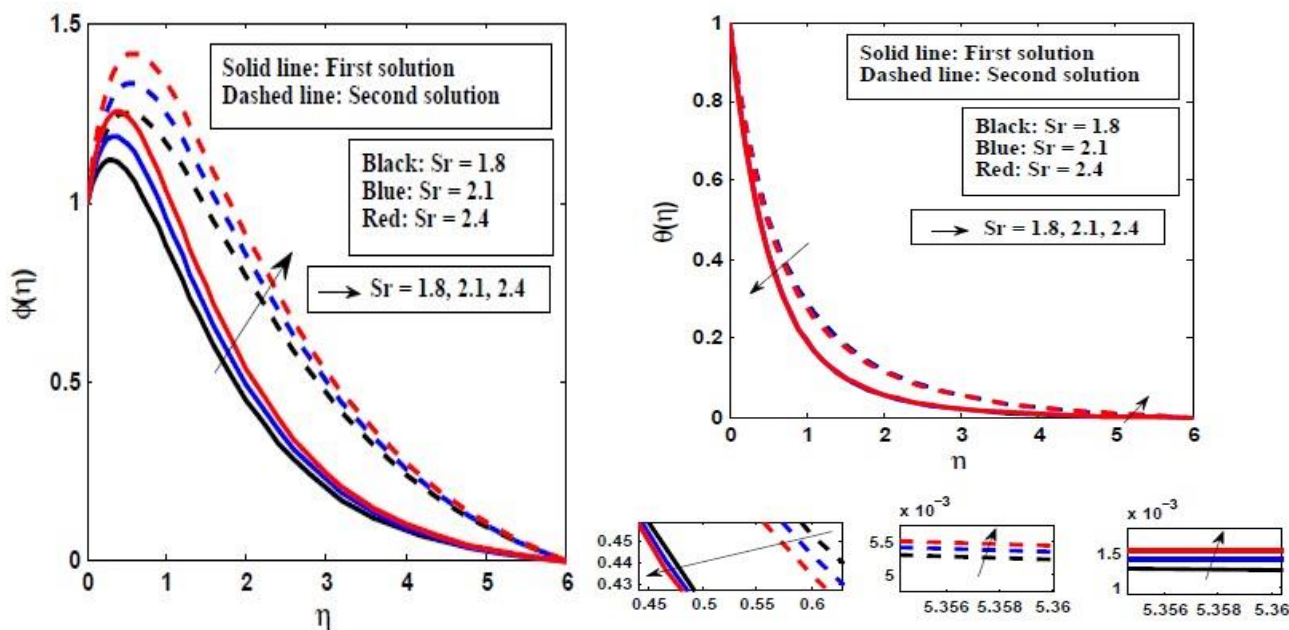 1.5
1
0.5
0
ϕ(η)
Solid line: First solution
Dashed line: Second solution
Black: Sr = 1.8
Blue: Sr = 2.1
Red: Sr = 2.4
Sr = 1.8, 2.1, 2.4
0 1 2 3 4 5 6
η
1
0.8
0.6
0.4
0.2
0
θ(η)
Solid line: First solution
Dashed line: Second solution
Black: Sr = 1.8
Blue: Sr = 2.1
Red: Sr = 2.4
Sr = 1.8, 2.1, 2.4
0 1 2 3 4 5 6
η
0.45
0.44
0.43
0.45 0.5 0.55 0.6
x 10⁻³
5.5
5
5.356 5.358 5.36
x 10⁻³
1.5
1
5.356 5.358 5.36